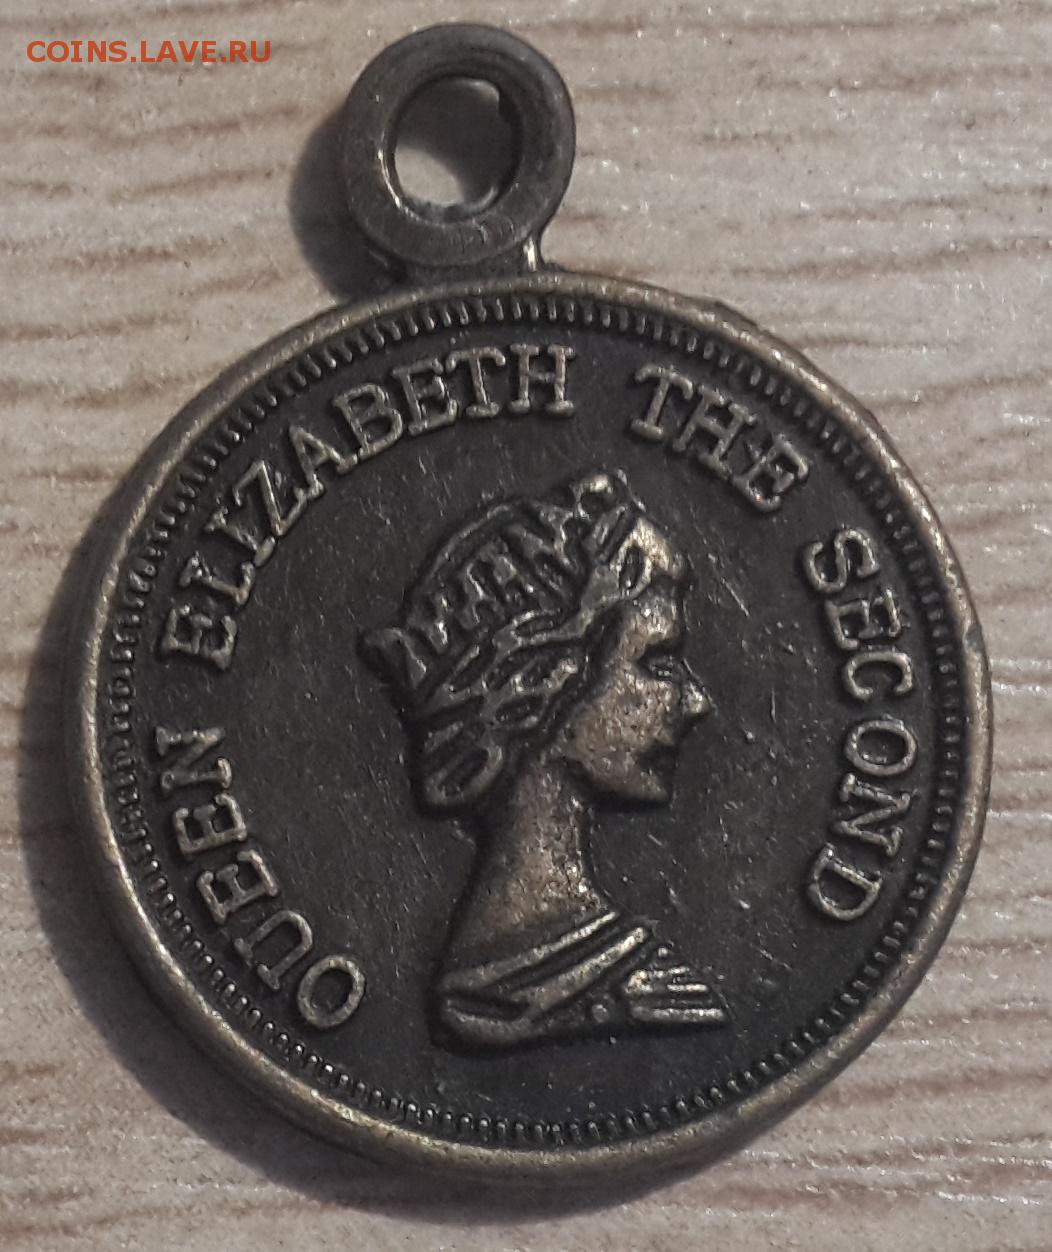 COINS.LAVE.RU
QUEEN ELIZABETH THE SECOND